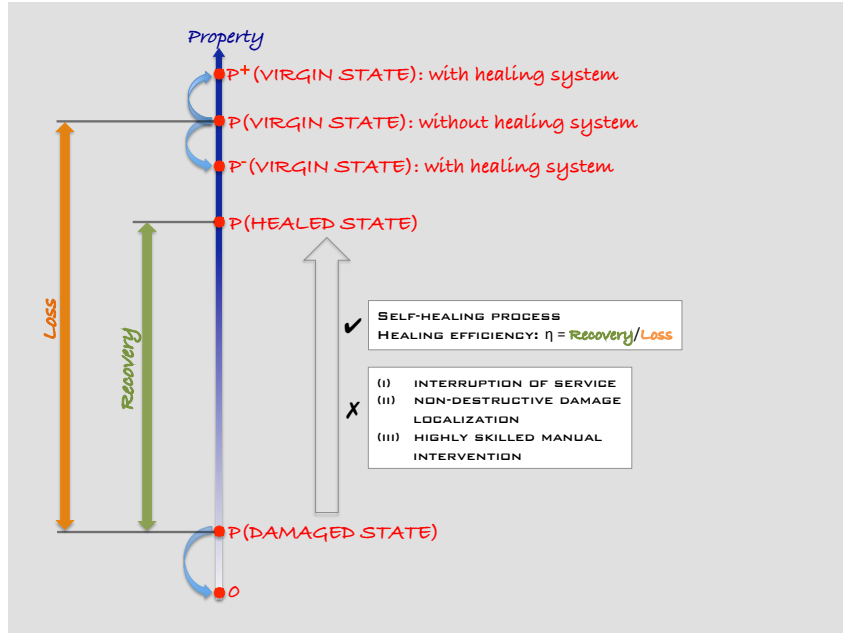 Property
P+(VIRGIN STATE): with healing system
P(VIRGIN STATE): without healing system
P-(VIRGIN STATE): with healing system
P(HEALED STATE)
Loss
Recovery
✔
SELF-HEALING PROCESS
HEALING EFFICIENCY: η = Recovery/Loss
✗
(I) INTERRUPTION OF SERVICE
(II) NON-DESTRUCTIVE DAMAGE
LOCALIZATION
(III) HIGHLY SKILLED MANUAL
INTERVENTION
P(DAMAGED STATE)
0